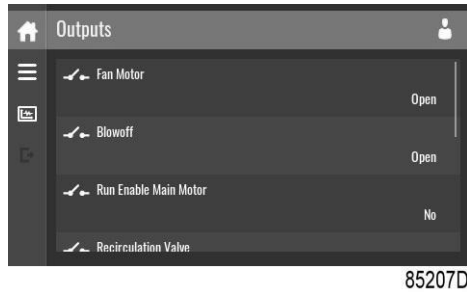 Outputs
Fan Motor
Open
Blowoff
Open
Run Enable Main Motor
No
Recirculation Valve
85207D